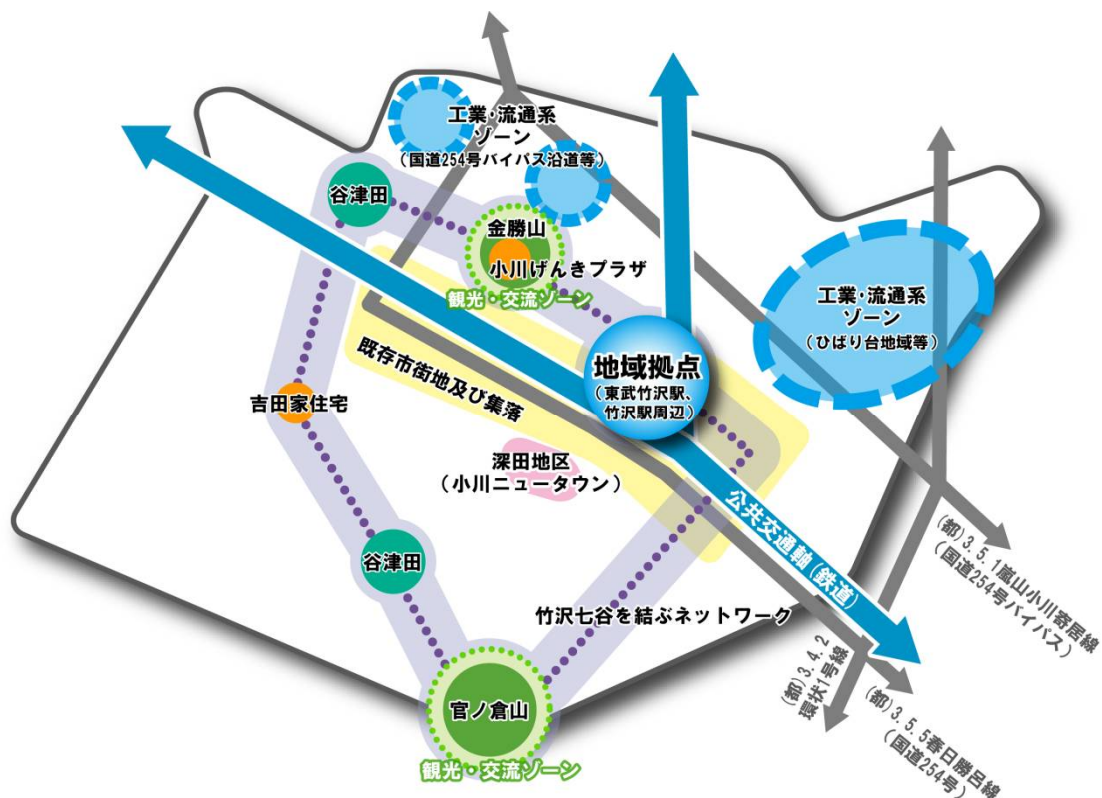 工業・流通系
ゾーン
（国道254号バイパス沿道等）
谷津田
金勝山
小川げんきプラザ
観光・交流ゾーン
工業・流通系
ゾーン
（ひばり台地域等）
地域拠点
（東武竹沢駅、
竹沢駅周辺）
既存市街地及び集落
吉田家住宅
深田地区
（小川ニュータウン）
公共交通軸（鉄道）
(都)3.5.1嵐山小川寄居線
（国道254号バイパス）
谷津田
竹沢七谷を結ぶネットワーク
(都)3.4.2
環状1号線
(都)3.5.5春日勝呂線
（国道254号）
官ノ倉山
観光・交流ゾーン